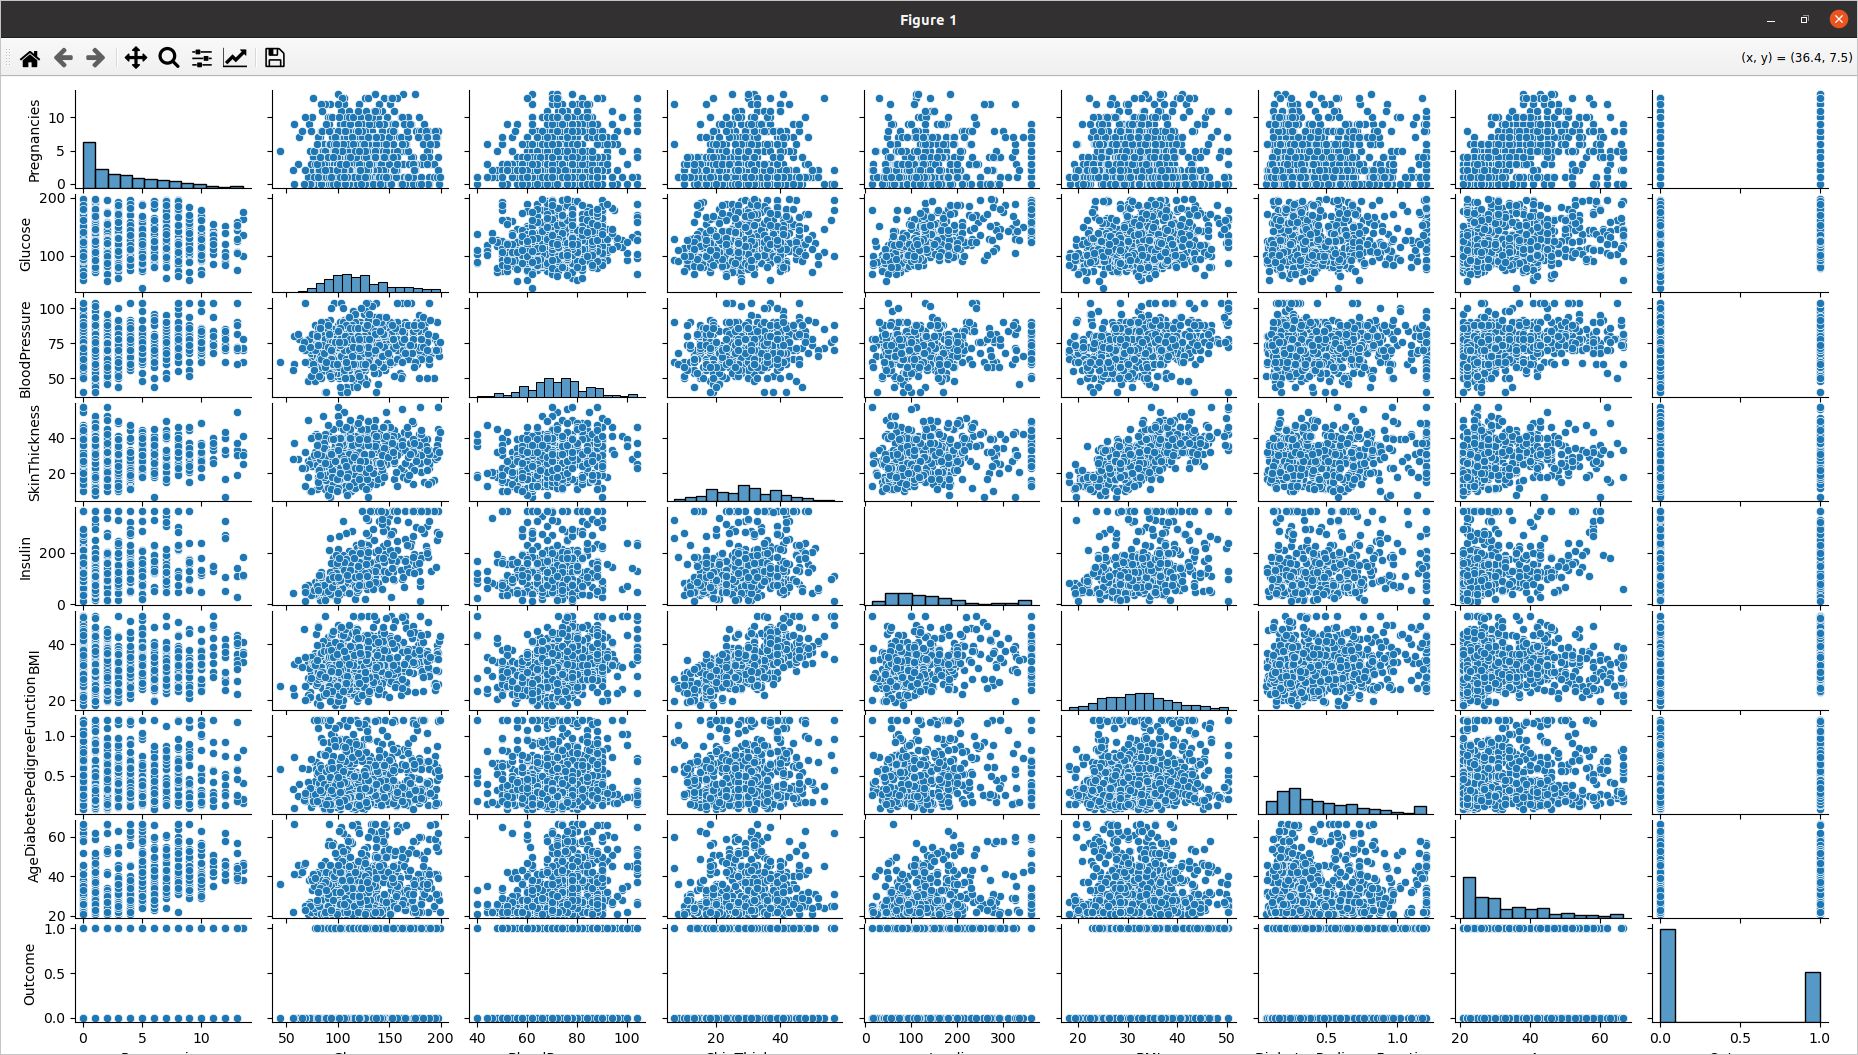 Figure 1
(x, y) = (36.4, 7.5)
Pregnancies
10
5
0
Glucose
200
100
BloodPressure
100
75
50
SkinThickness
40
20
Insulin
200
0
BMI
40
20
DiabetesPedigreeFunction
1.0
0.5
Age
60
40
20
Outcome
1.0
0.5
0.0
0 5 10
50 100 150 200
40 60 80 100
20 40
0 100 200 300
20 30 40 50
0.5 1.0
20 40 60
0.0 0.5 1.0